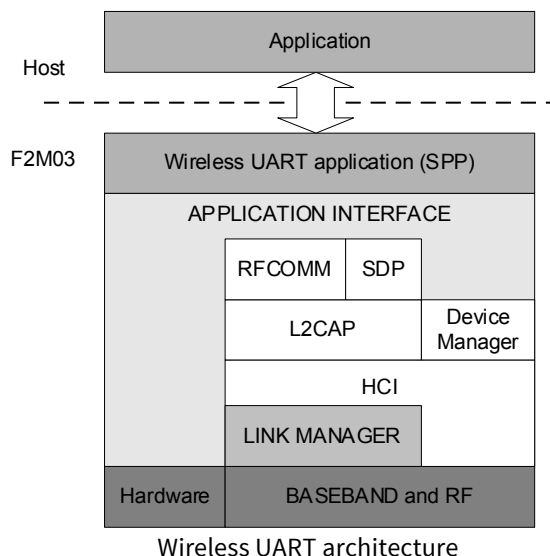 Application
Host
F2M03
Wireless UART application (SPP)
APPLICATION INTERFACE
RFCOMM
SDP
L2CAP
Device
Manager
HCI
LINK MANAGER
Hardware
BASEBAND and RF
Wireless UART architecture